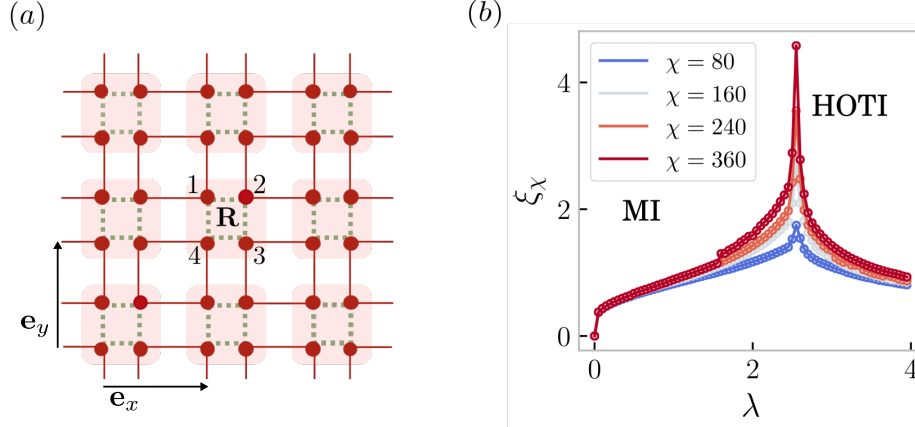 (a)
1 2
R
4 3
e_y
e_x
(b)
χ = 80
χ = 160
χ = 240
χ = 360
HOTI
MI
ξ_χ
4
2
0
0 2 4
λ